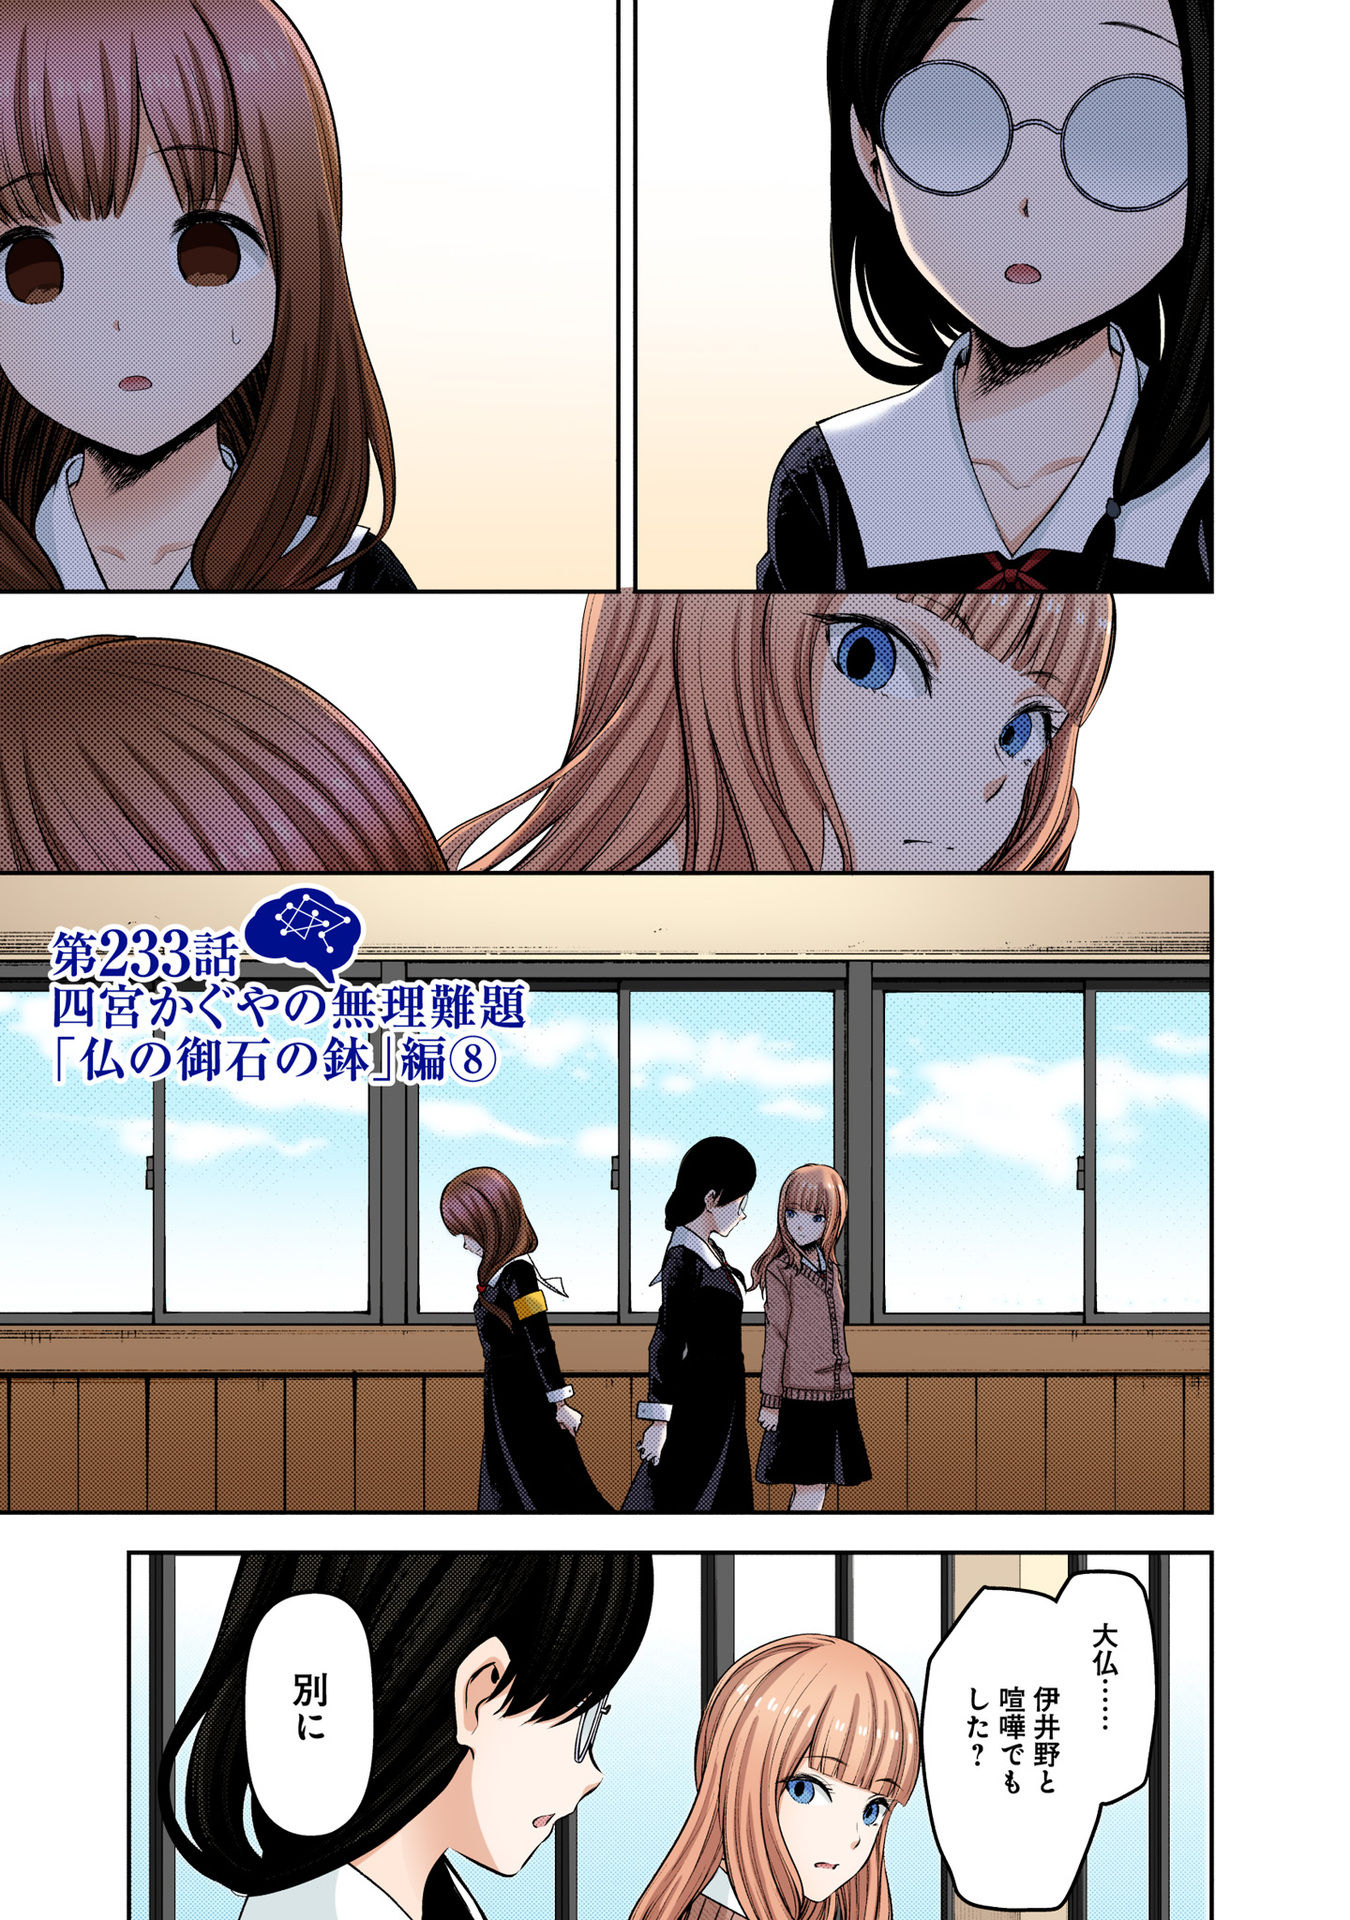 第233話
四宮かぐやの無理難題
「仏の御石の鉢」編⑧
大仏……
伊井野と
喧嘩でも
した?
別に